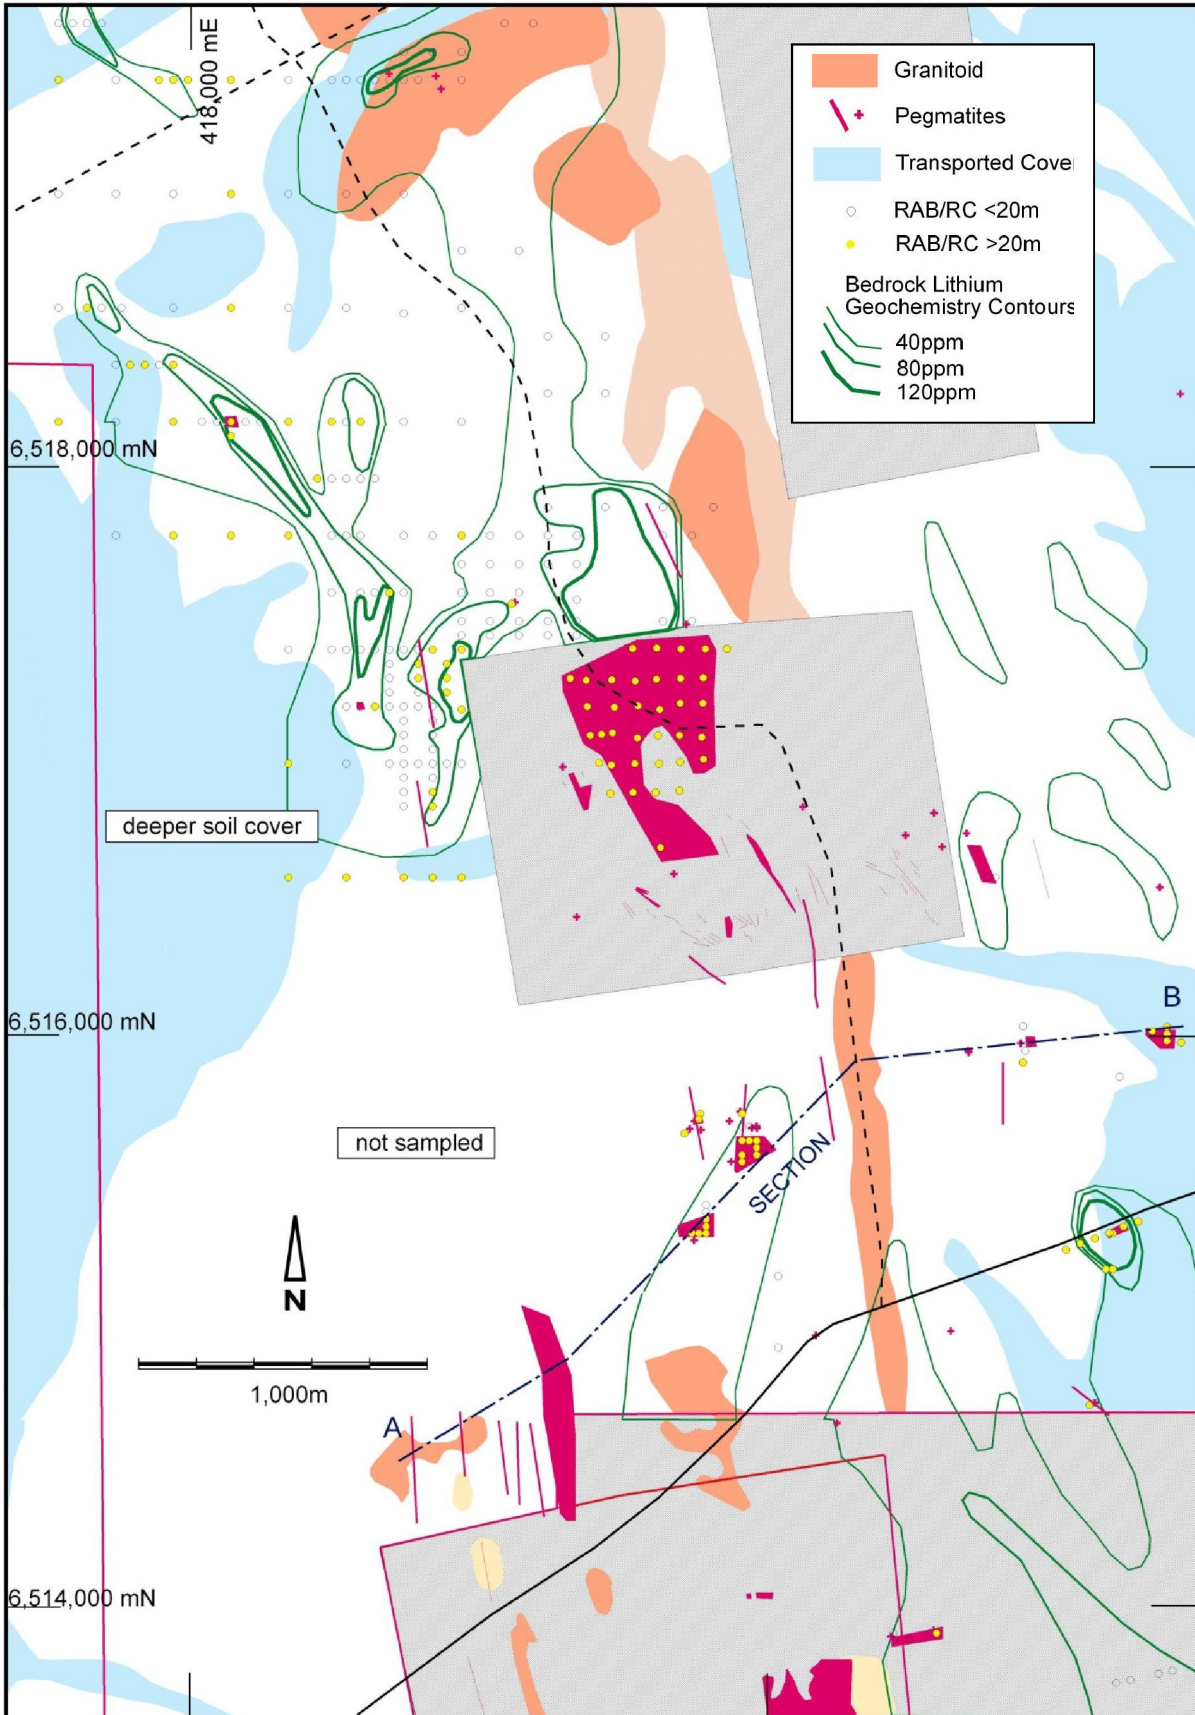 418,000 mE
Granitoid
Pegmatites
Transported Cover
RAB/RC <20m
RAB/RC >20m
Bedrock Lithium
Geochemistry Contours
40ppm
80ppm
120ppm
6,518,000 mN
deeper soil cover
6,516,000 mN
B
not sampled
SECTION
N
1,000m
A
6,514,000 mN